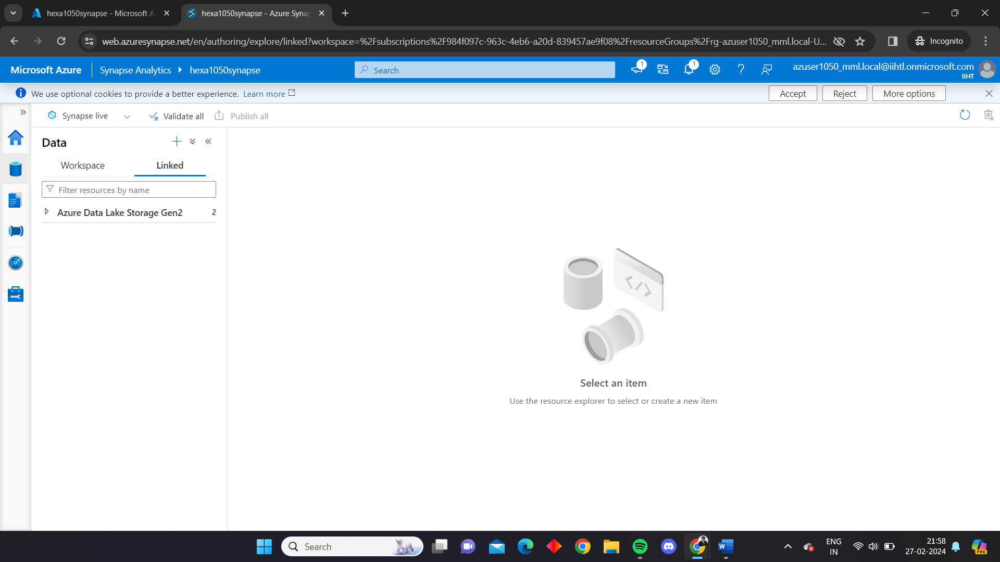 hexa1050synapse - Microsoft A
hexa1050synapse - Azure Synap
web.azuresynapse.net/en/authoring/explore/linked?workspace=%2Fsubscriptions%2F984f097c-963c-4eb6-a20d-839457ae9f08%2FresourceGroups%2Frg-azuser1050_mml.local-U...
Incognito
Microsoft Azure
Synapse Analytics
hexa1050synapse
Search
1
1
azuser1050_mml.local@iihtl.onmicrosoft.com
IIHT
We use optional cookies to provide a better experience. Learn more
Accept
Reject
More options
Synapse live
Validate all
Publish all
Data
Workspace
Linked
Filter resources by name
Azure Data Lake Storage Gen2 2
Select an item
Use the resource explorer to select or create a new item
Search
ENG
IN
21:58
27-02-2024
PRE